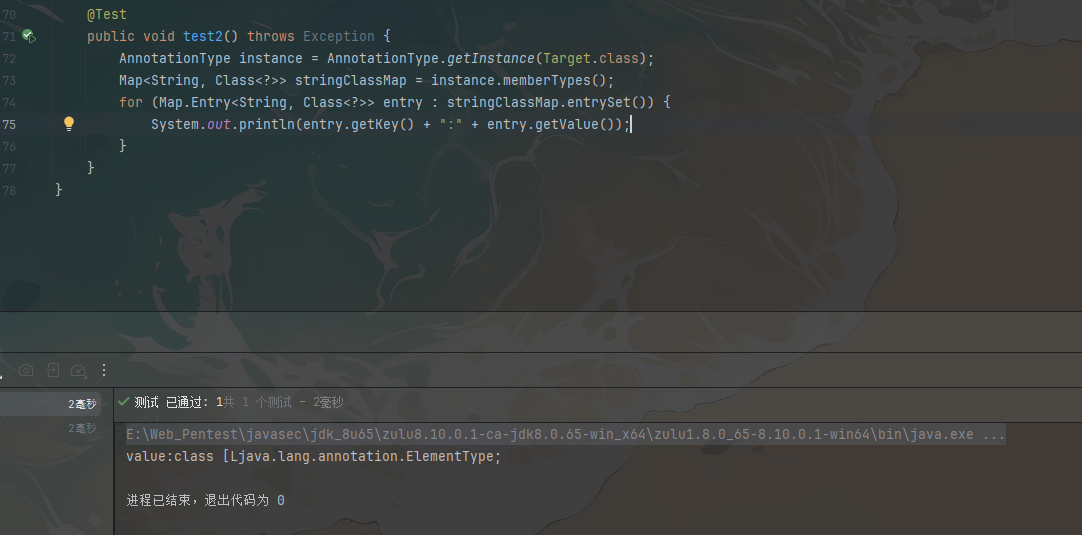 70 @Test
71 public void test2() throws Exception {
72 AnnotationType instance = AnnotationType.getInstance(Target.class);
73 Map<String, Class<?>> stringClassMap = instance.memberTypes();
74 for (Map.Entry<String, Class<?>> entry : stringClassMap.entrySet()) {
75 System.out.println(entry.getKey() + ":" + entry.getValue());
76 }
77 }
78 }
2毫秒
测试 已通过: 1共 1 个测试 – 2毫秒
2毫秒
E:\Web_Pentest\javasec\jdk_8u65\zulu8.10.0.1-ca-jdk8.0.65-win_x64\zulu1.8.0_65-8.10.0.1-win64\bin\java.exe ...
value:class [Ljava.lang.annotation.ElementType;
进程已结束，退出代码为 0